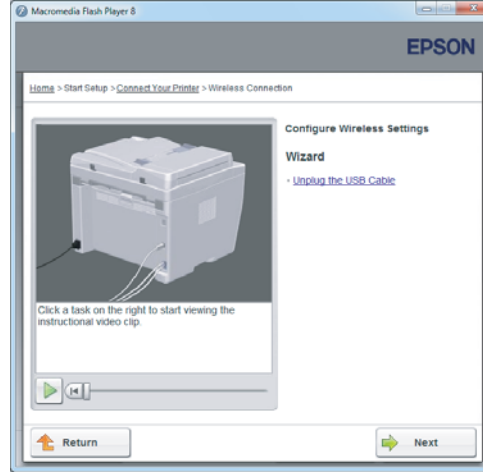 Macromedia Flash Player 8
EPSON
Home > Start Setup > Connect Your Printer > Wireless Connection
Configure Wireless Settings
Wizard
- Unplug the USB Cable
Click a task on the right to start viewing the
instructional video clip.
Return
Next